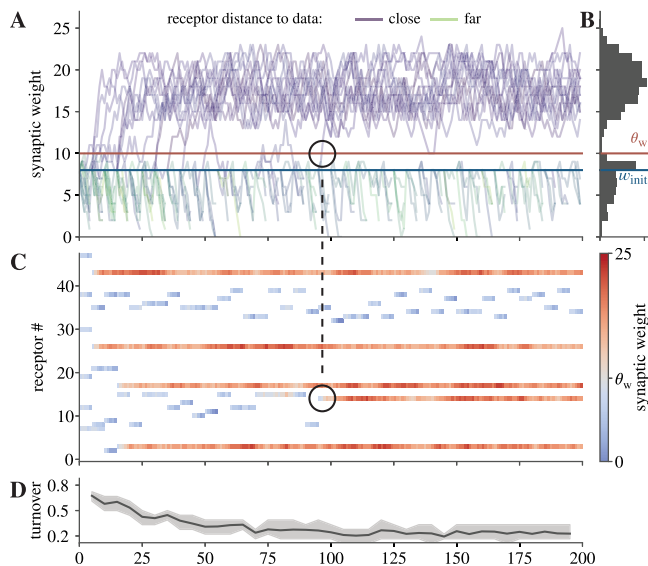 A receptor distance to data: close far B
25
20
15
10
5
0
synaptic weight
θw
winit
C
40
30
20
10
0
receptor #
25
θw
0
synaptic weight
D
0.8
0.5
0.2
turnover
0 25 50 75 100 125 150 175 200